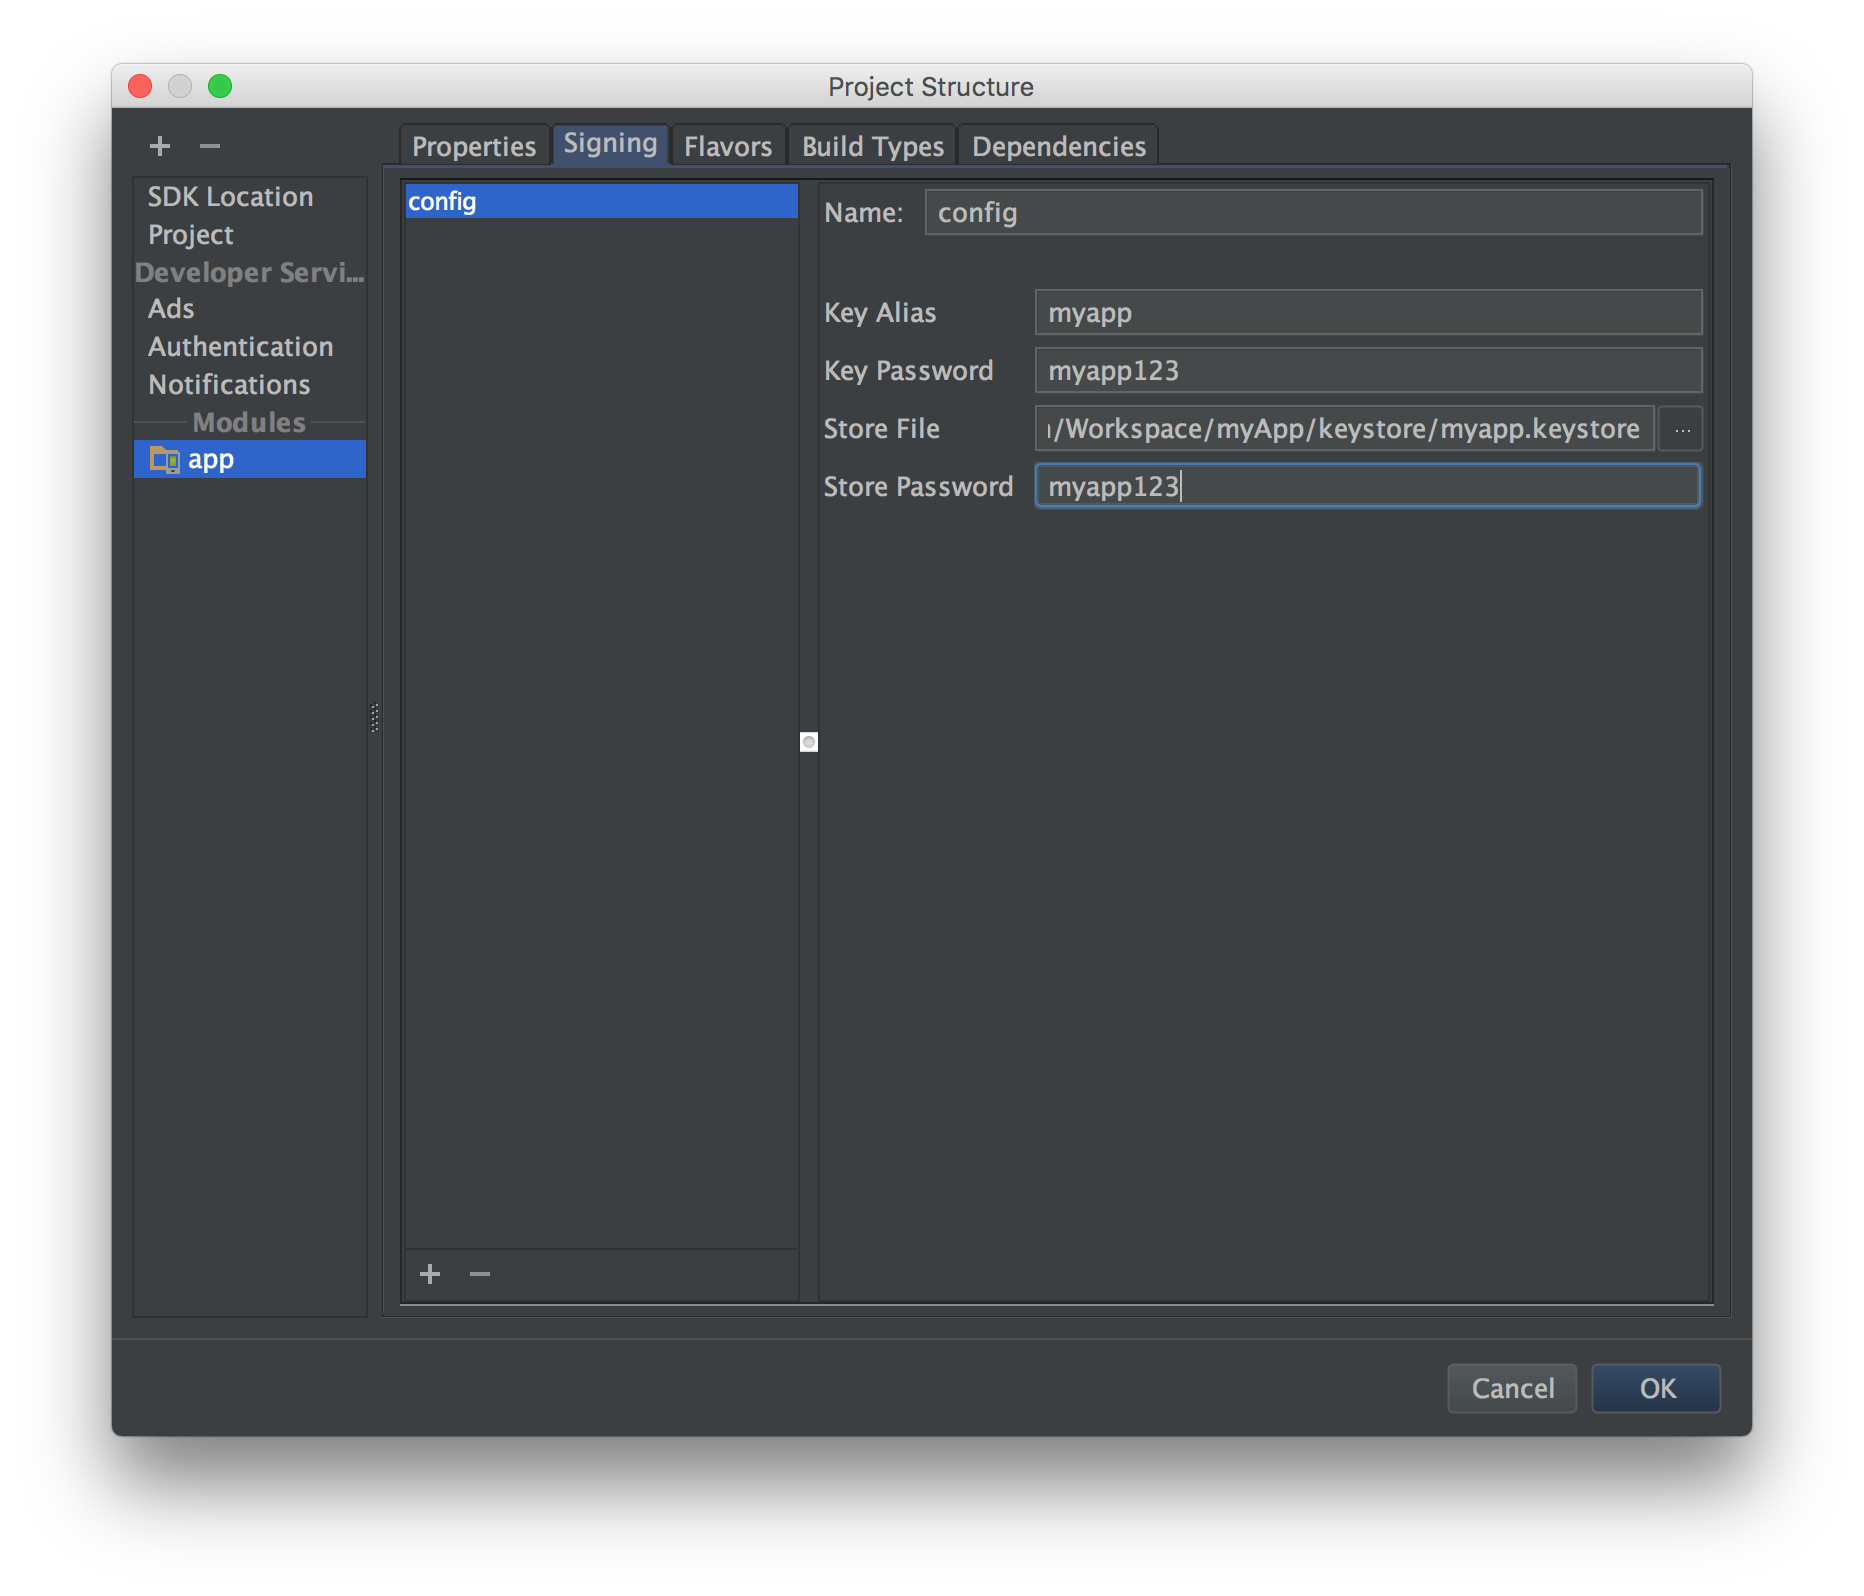 Project Structure
Properties Signing Flavors Build Types Dependencies
SDK Location
Project
Developer Servi...
Ads
Authentication
Notifications
Modules
app
config
Name: config
Key Alias myapp
Key Password myapp123
Store File /Workspace/myApp/keystore/myapp.keystore ...
Store Password myapp123
Cancel OK